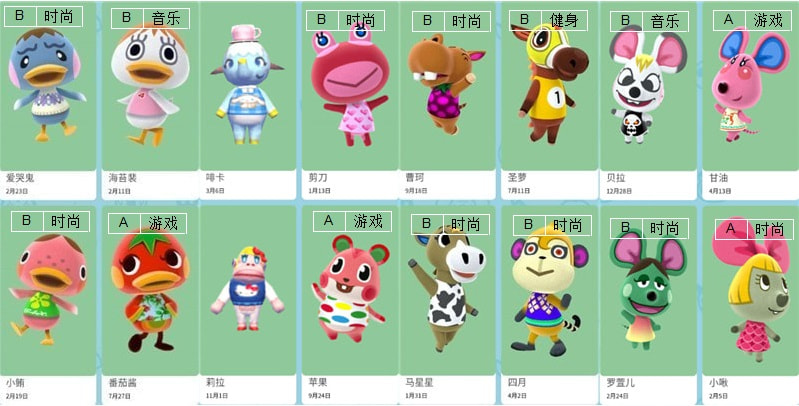 B 时尚
B 音乐
B 时尚
B 时尚
B 健身
B 音乐
A 游戏
爱哭鬼
2月23日
海苔裴
2月11日
啡卡
3月6日
剪刀
1月13日
曹珂
9月18日
圣萝
7月11日
1
贝拉
12月28日
甘油
4月13日
B 时尚
A 游戏
A 游戏
B 时尚
B 时尚
B 时尚
A 时尚
小鲔
2月19日
番茄酱
7月27日
莉拉
11月1日
苹果
9月24日
马星星
1月31日
四月
4月2日
罗萱儿
2月24日
小啾
2月5日